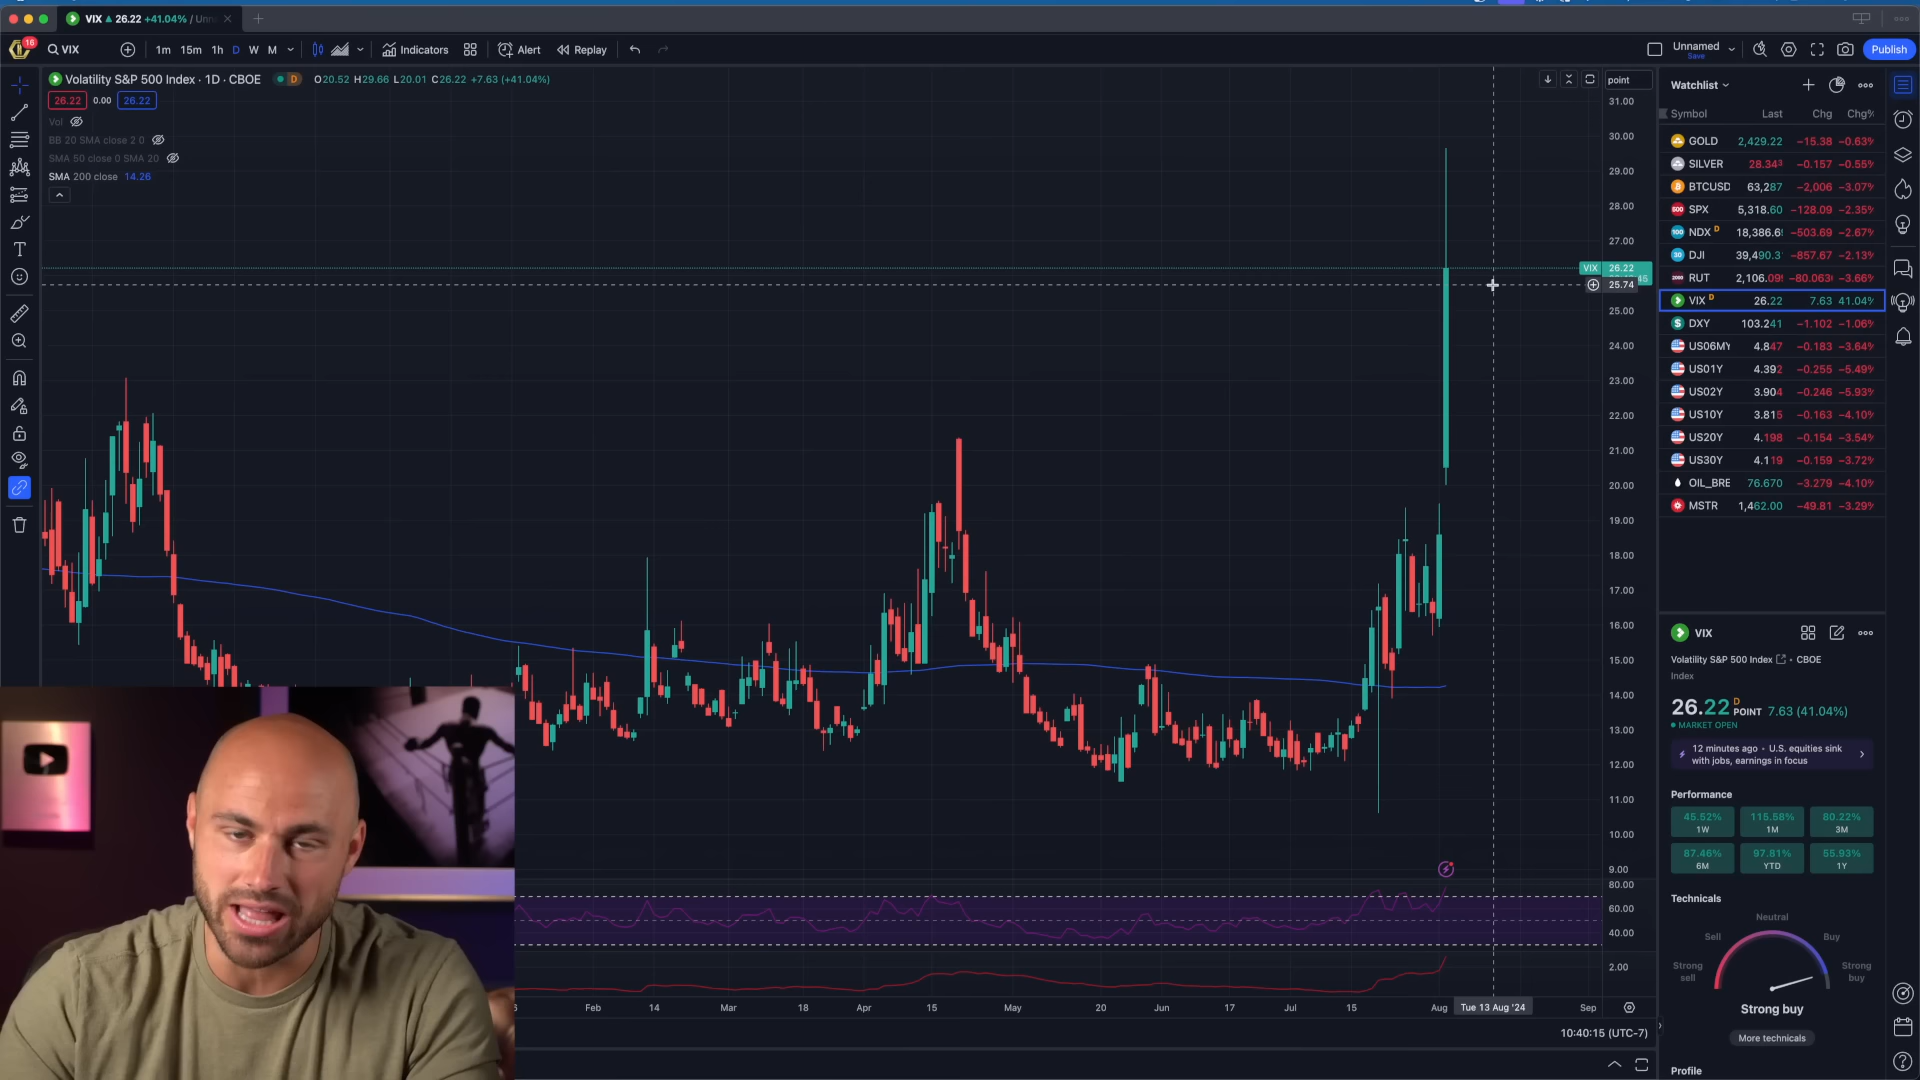 VIX ▲ 26.22 +41.04% / Unn
16
VIX
1m 15m 1h D W M
Indicators
Alert
Replay
Unnamed
Save
Publish
Volatility S&P 500 Index · 1D · CBOE
D
O20.52 H29.66 L20.01 C26.22 +7.63 (+41.04%)
26.22 0.00 26.22
Vol
BB 20 SMA close 2 0
SMA 50 close 0 SMA 20
SMA 200 close 14.26
point
31.00
30.00
29.00
28.00
27.00
VIX 26.22
25.74
25.00
24.00
23.00
22.00
21.00
20.00
19.00
18.00
17.00
16.00
15.00
14.00
13.00
12.00
11.00
10.00
9.00
80.00
60.00
40.00
2.00
Feb 14 Mar 18 Apr 15 May 20 Jun 17 Jul 15 Aug Tue 13 Aug '24 Sep
10:40:15 (UTC-7)
Watchlist
Symbol Last Chg Chg%
GOLD 2,429.22 −15.38 −0.63%
SILVER 28.343 −0.157 −0.55%
BTCUSD 63,287 −2,006 −3.07%
SPX 5,318.60 −128.09 −2.35%
NDX D 18,386.6 −503.69 −2.67%
DJI 39,490.3 −857.67 −2.13%
RUT 2,106.09 −80.063 −3.66%
VIX D 26.22 7.63 41.04%
DXY 103.241 −1.102 −1.06%
US06MY 4.847 −0.183 −3.64%
US01Y 4.392 −0.255 −5.49%
US02Y 3.904 −0.246 −5.93%
US10Y 3.815 −0.163 −4.10%
US20Y 4.198 −0.154 −3.54%
US30Y 4.119 −0.159 −3.72%
OIL_BRE 76.670 −3.279 −4.10%
MSTR 1,462.00 −49.81 −3.29%
VIX
Volatility S&P 500 Index • CBOE
Index
26.22 D POINT 7.63 (41.04%)
MARKET OPEN
12 minutes ago • U.S. equities sink
with jobs, earnings in focus
Performance
45.52% 115.58% 80.22%
1W 1M 3M
87.46% 97.81% 55.93%
6M YTD 1Y
Technicals
Neutral
Sell Buy
Strong sell Strong buy
Strong buy
More technicals
Profile